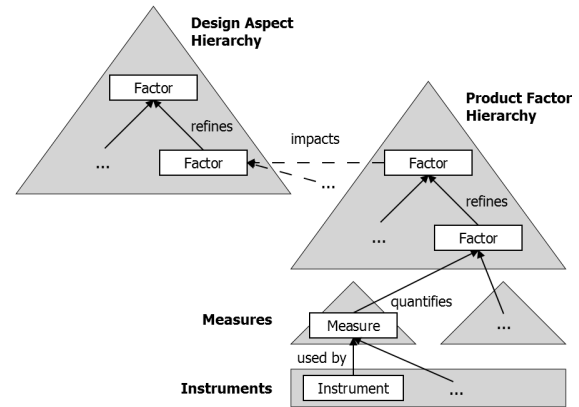 Design Aspect
Hierarchy
Factor
refines
...
Factor
Product Factor
Hierarchy
impacts
...
Factor
refines
...
Factor
quantifies
Measures
Measure
...
used by
Instruments
Instrument
...